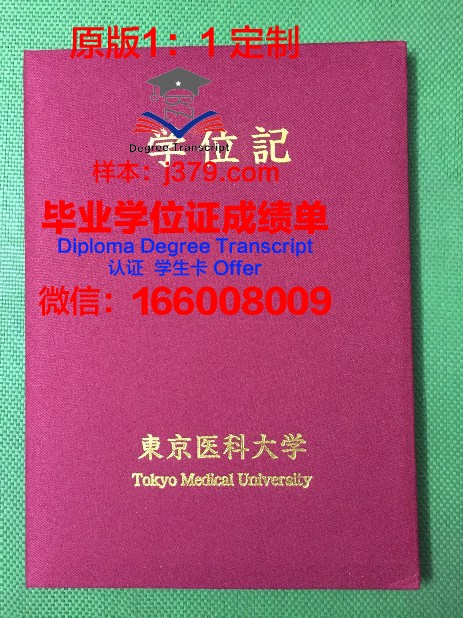 原版1：1 定制
Degree Transcript
学位記
样本：j379.com
毕业学位证成绩单
Diploma Degree Transcript
认证 学生卡 Offer
微信：166008009
東京医科大学
Tokyo Medical University